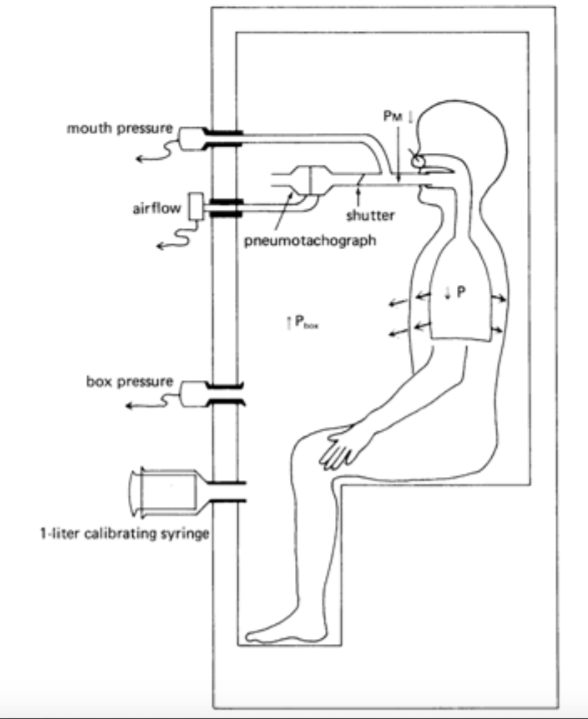 PM ↓
mouth pressure
airflow
shutter
pneumotachograph
↓ P
↑ Pbox
box pressure
1-liter calibrating syringe